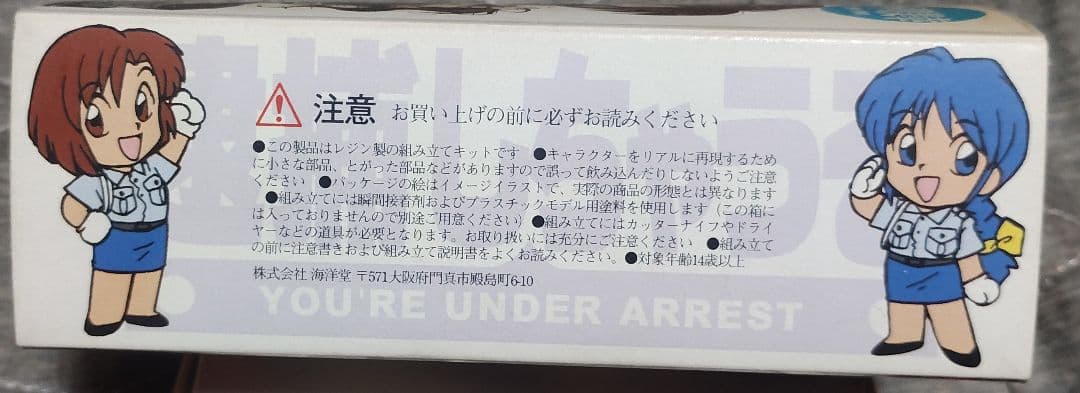 逮捕しちゃうぞ
注意 お買い上げの前に必ずお読みください
●この製品はレジン製の組み立てキットです ●キャラクターをリアルに再現するため
に小さな部品、とがった部品などがありますので誤って飲み込んだりしないようご注意
ください ●パッケージの絵はイメージイラストで、実際の商品の形態とは異なります
●組み立てには瞬間接着剤およびプラスチックモデル用塗料を使用します（この箱に
は入っておりませんので別途ご用意ください）●組み立てにはカッターナイフやドライ
ヤーなどの道具が必要となります。お取り扱いには充分にご注意ください ●組み立て
の前に注意書きおよび組み立て説明書をよくお読みください。●対象年齢14歳以上
株式会社 海洋堂 〒571大阪府門真市殿島町6-10
YOU'RE UNDER ARREST